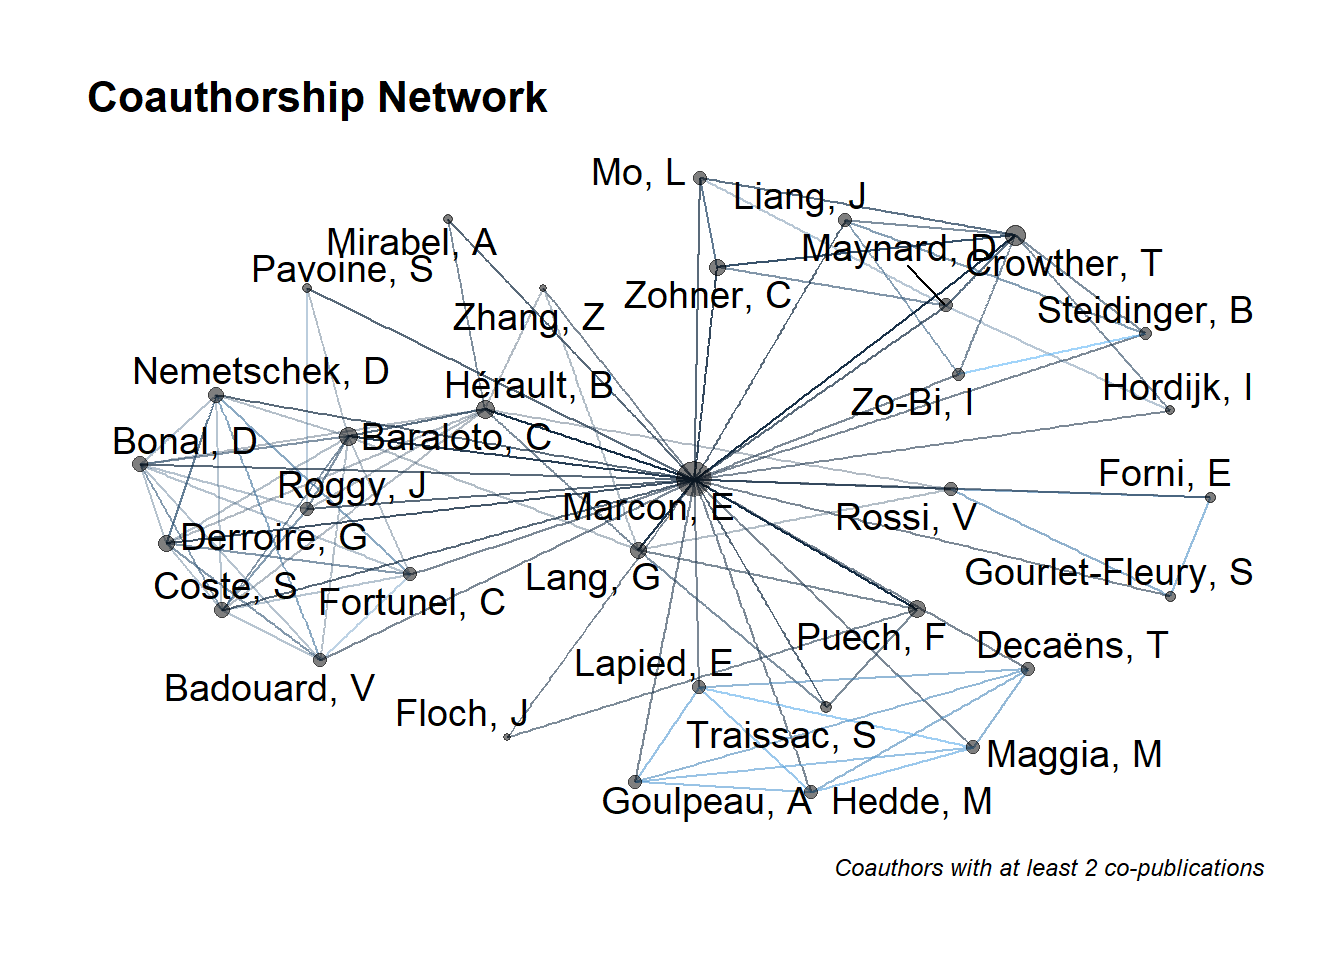 Coauthorship Network
Mo, L
Liang, J
Mirabel, A
Maynard, D
Crowther, T
Pavoine, S
Zohner, C
Zhang, Z
Steidinger, B
Nemetschek, D
Hérault, B
Zo-Bi, I
Hordijk, I
Bonal, D
Baraloto, C
Forni, E
Roggy, J
Marcon, E
Rossi, V
Derroire, G
Coste, S
Fortunel, C
Lang, G
Gourlet-Fleury, S
Puech, F
Decaëns, T
Lapied, E
Badouard, V
Floch, J
Traissac, S
Maggia, M
Goulpeau, A
Hedde, M
Coauthors with at least 2 co-publications